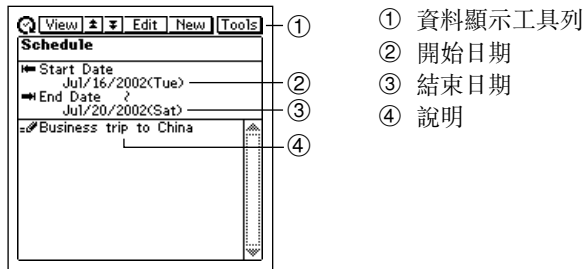 View Edit New Tools ①
Schedule
Start Date
Jul/16/2002(Tue) ②
End Date ~
Jul/20/2002(Sat) ③
Business trip to China
④
① 資料顯示工具列
② 開始日期
③ 結束日期
④ 說明